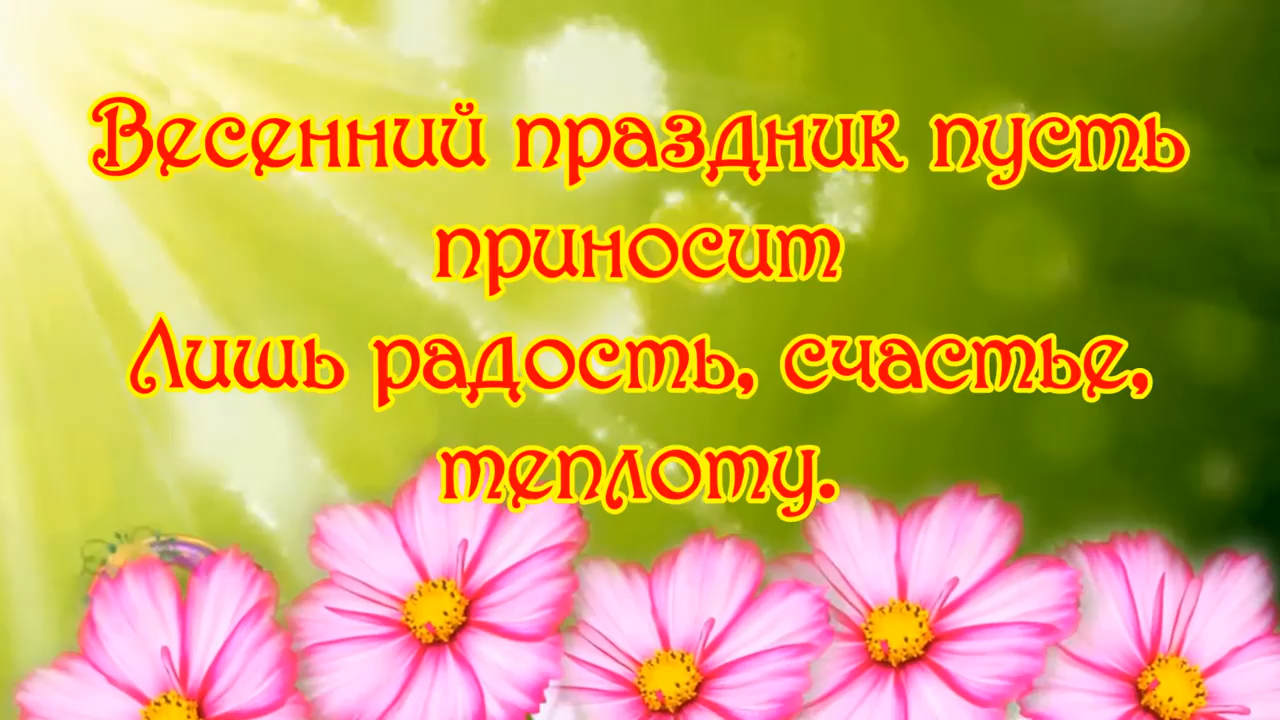 Весенний праздник пусть
приносит
Лишь радость, счастье,
теплоту.